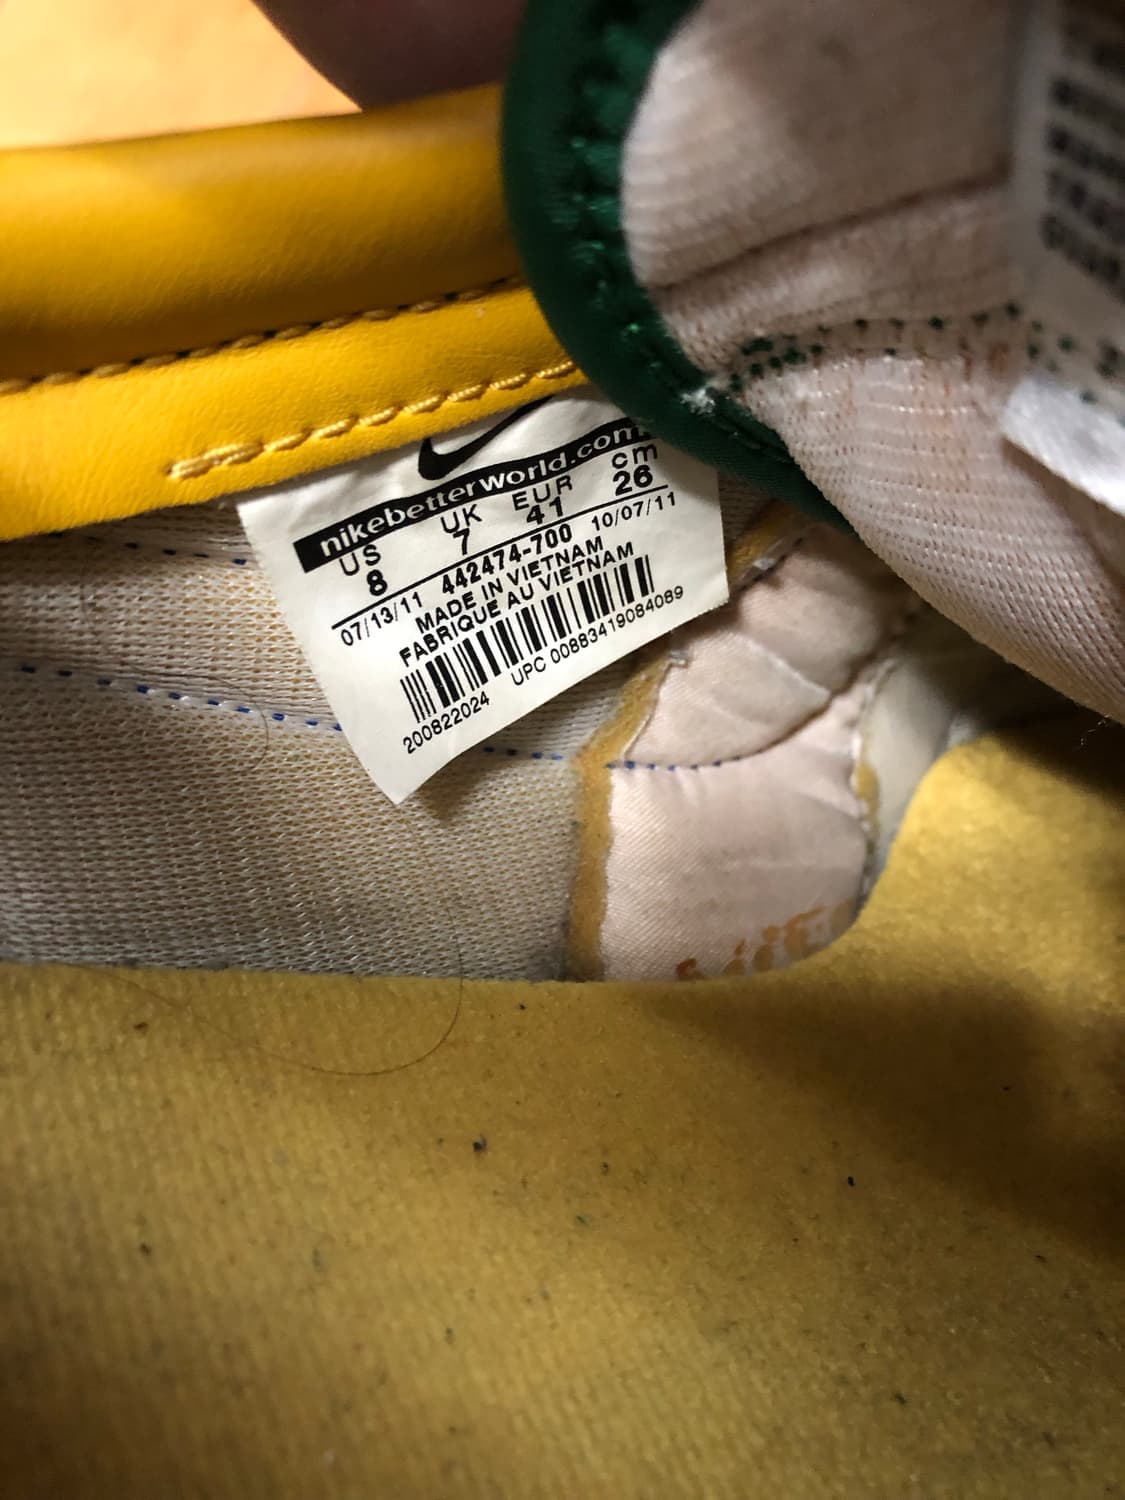 nikebetterworld.com
US UK EUR cm
8 7 41 26
442474-700
07/13/11 10/07/11
MADE IN VIETNAM
FABRIQUE AU VIETNAM
UPC 00883419084089
200822024